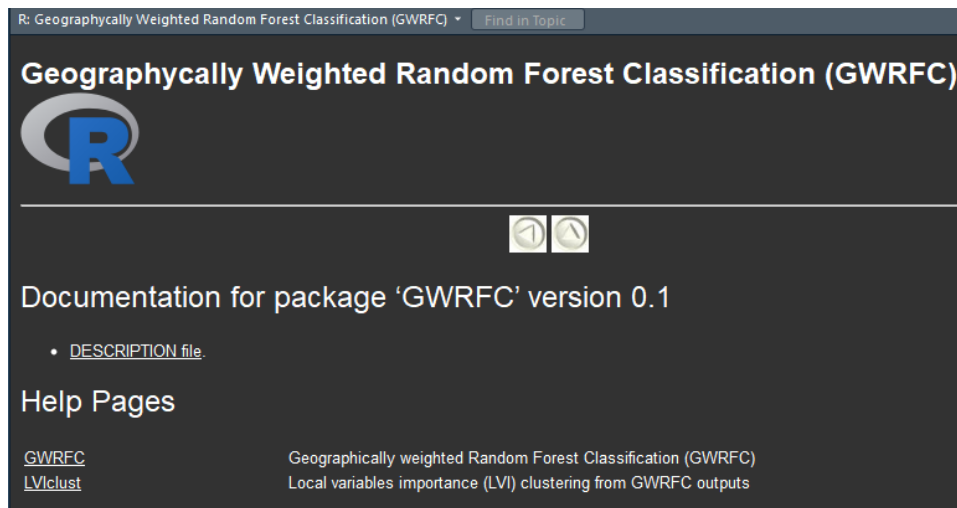 R: Geographycally Weighted Random Forest Classification (GWRFC) Find in Topic
Geographycally Weighted Random Forest Classification (GWRFC)
R
Documentation for package ‘GWRFC’ version 0.1
• DESCRIPTION file.
Help Pages
GWRFC Geographically weighted Random Forest Classification (GWRFC)
LVIclust Local variables importance (LVI) clustering from GWRFC outputs